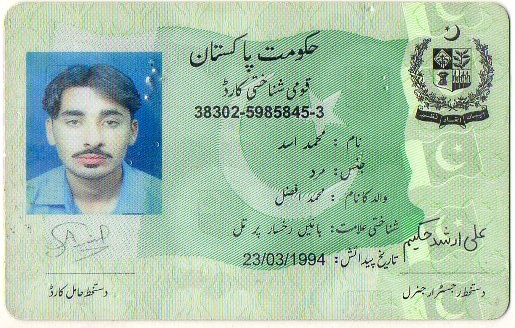 حکومت پاکستان
قومی شناختی کارڈ
38302-5985845-3
نام : محمد اسد
جنس : مرد
والد کا نام : محمد افضل
شناختی علامت : بائیں رخسار پر تل
تاریخ پیدائش : 23/03/1994
علی ارشد حکیم
دستخط حامل کارڈ
دستخط رجسٹرار جنرل